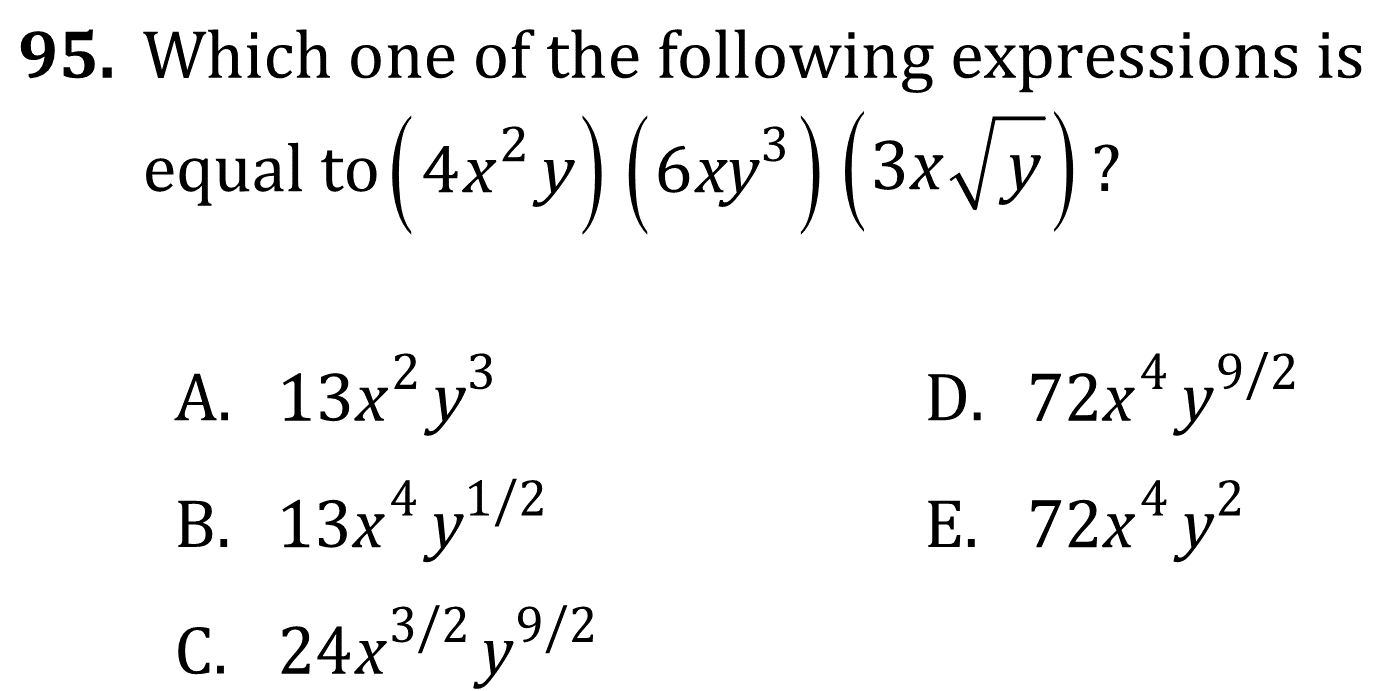 95. Which one of the following expressions is
equal to (4x²y)(6xy³)(3x√y)?
A. 13x²y³
D. 72x⁴y^{9/2}
B. 13x⁴y^{1/2}
E. 72x⁴y²
C. 24x^{3/2}y^{9/2}